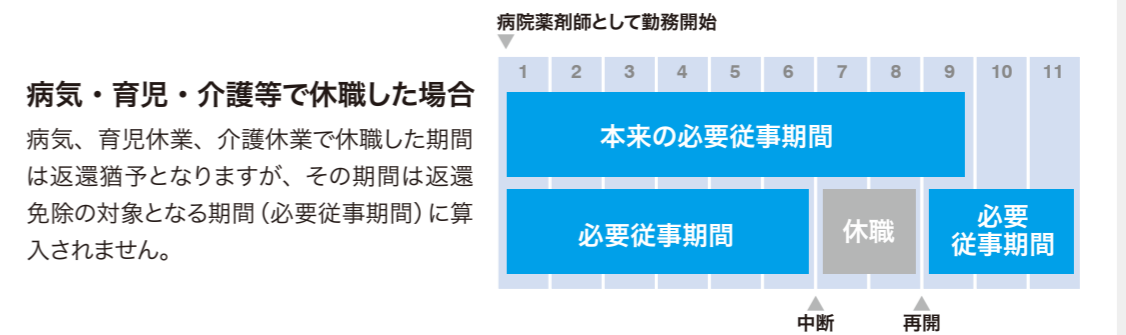 病気・育児・介護等で休職した場合
病気、育児休業、介護休業で休職した期間
は返還猶予となりますが、その期間は返還
免除の対象となる期間（必要従事期間）に算
入されません。
病院薬剤師として勤務開始
1 2 3 4 5 6 7 8 9 10 11
本来の必要従事期間
必要従事期間
休職
必要
従事期間
中断
再開